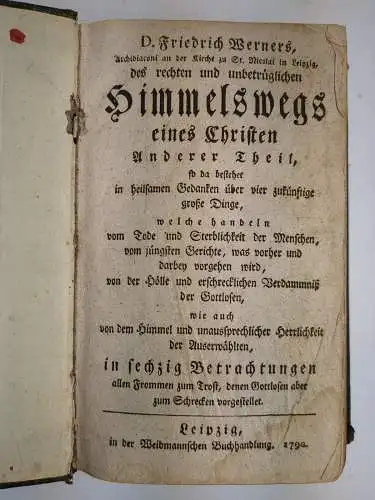 D. Friedrich Werners,
Archidiaconi an der Kirche zu St. Nicolai in Leipzig,
des rechten und unbetrüglichen
Himmelswegs
eines Christen
Anderer Theil,
so da bestehet
in heilsamen Gedanken über vier zukünftige
große Dinge,
welche handeln
vom Tode und Sterblichkeit der Menschen,
vom jüngsten Gerichte, was vorher und
darbey vorgehen wird,
von der Hölle und erschrecklichen Verdammniß
der Gottlosen,
wie auch
von dem Himmel und unaussprechlicher Herrlichkeit
der Auserwählten,
in sechzig Betrachtungen
allen Frommen zum Trost, denen Gottlosen aber
zum Schrecken vorgestellet.
Leipzig,
in der Weidmannschen Buchhandlung. 1790.